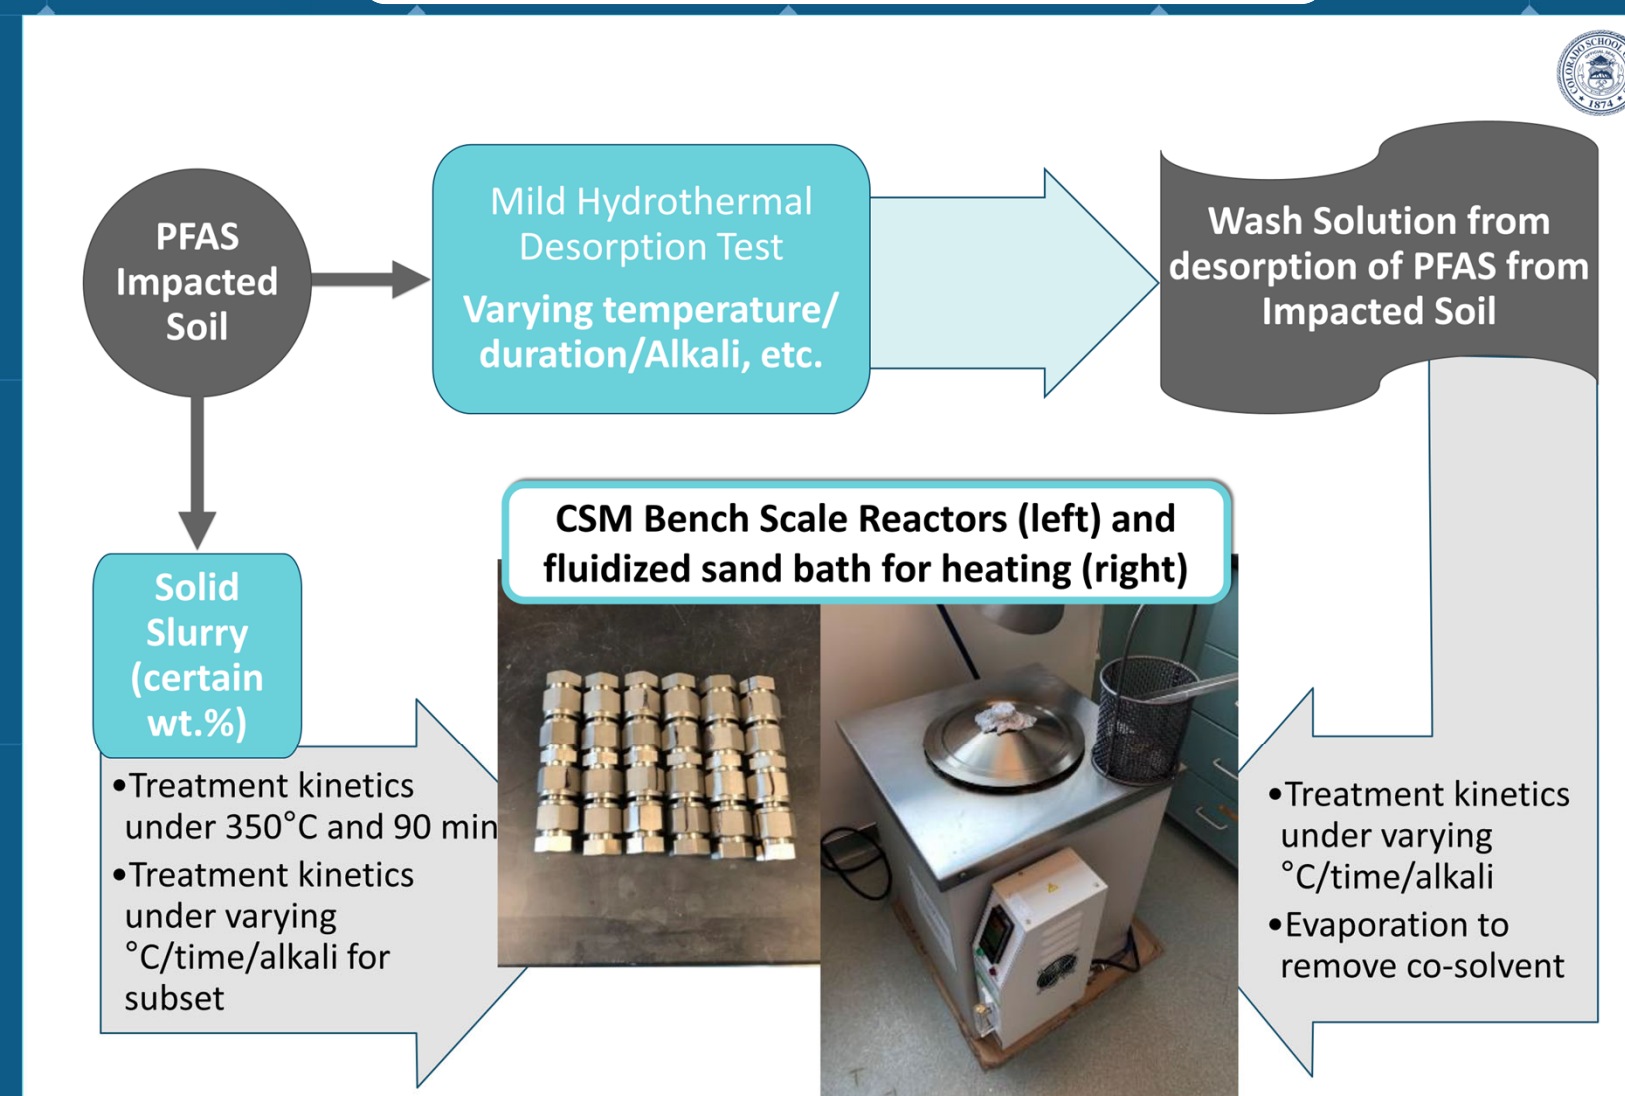 COLORADO SCHOOL
1874
PFAS
Impacted
Soil
Mild Hydrothermal
Desorption Test
Varying temperature/
duration/Alkali, etc.
Wash Solution from
desorption of PFAS from
Impacted Soil
CSM Bench Scale Reactors (left) and
fluidized sand bath for heating (right)
Solid
Slurry
(certain
wt.%)
•Treatment kinetics
under 350°C and 90 min
•Treatment kinetics
under varying
°C/time/alkali for
subset
•Treatment kinetics
under varying
°C/time/alkali
•Evaporation to
remove co-solvent